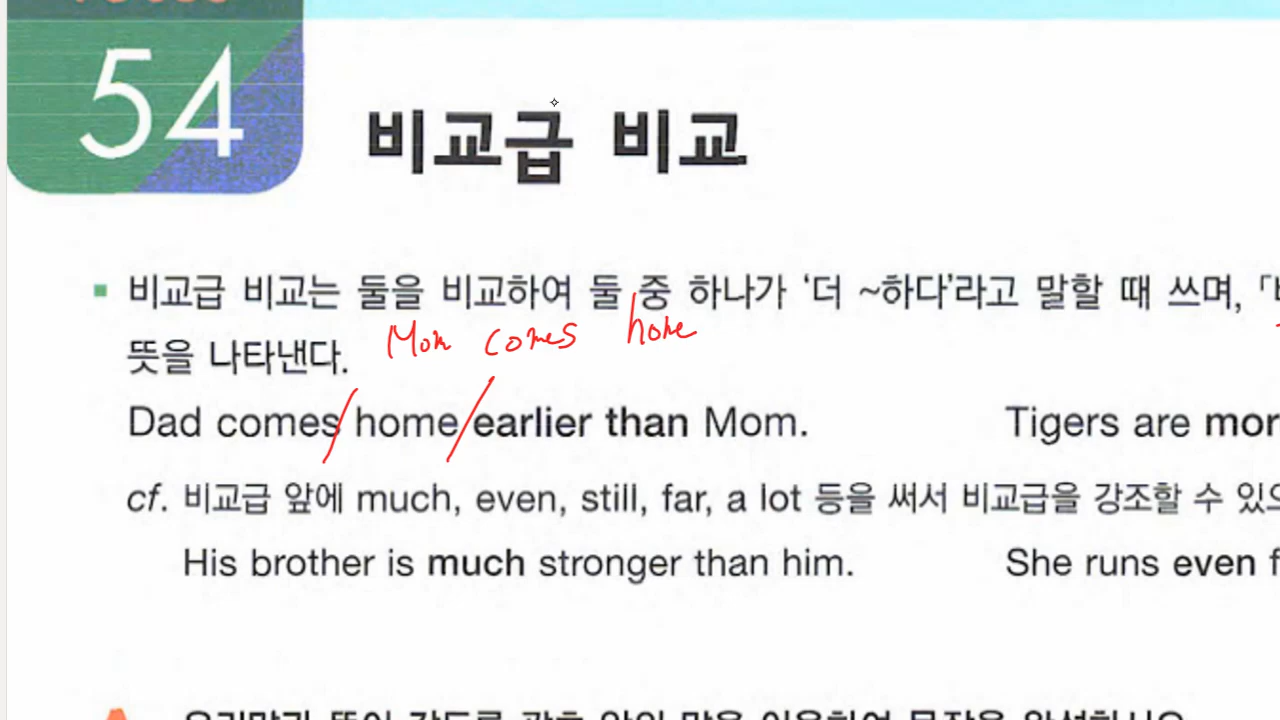 54
비교급 비교
비교급 비교는 둘을 비교하여 둘 중 하나가 ‘더 ~하다’라고 말할 때 쓰며, 「
Mom comes home
뜻을 나타낸다.
Dad comes home earlier than Mom. Tigers are mor
cf. 비교급 앞에 much, even, still, far, a lot 등을 써서 비교급을 강조할 수 있으
His brother is much stronger than him. She runs even f